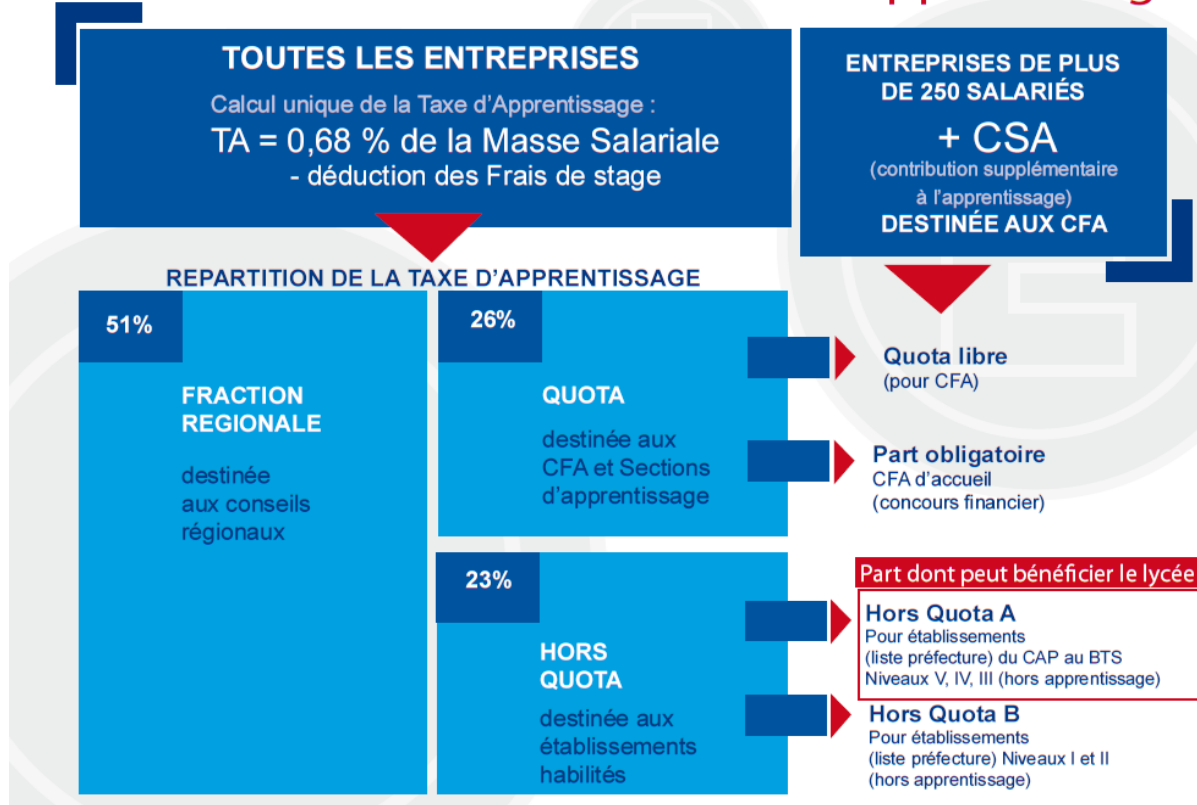 TOUTES LES ENTREPRISES
Calcul unique de la Taxe d'Apprentissage :
TA = 0,68 % de la Masse Salariale
- déduction des Frais de stage
ENTREPRISES DE PLUS
DE 250 SALARIÉS
+ CSA
(contribution supplémentaire
à l'apprentissage)
DESTINÉE AUX CFA
REPARTITION DE LA TAXE D'APPRENTISSAGE
51%
FRACTION
REGIONALE
destinée
aux conseils
régionaux
26%
QUOTA
destinée aux
CFA et Sections
d'apprentissage
Quota libre
(pour CFA)
Part obligatoire
CFA d'accueil
(concours financier)
23%
HORS
QUOTA
destinée aux
établissements
habilités
Part dont peut bénéficier le lycée
Hors Quota A
Pour établissements
(liste préfecture) du CAP au BTS
Niveaux V, IV, III (hors apprentissage)
Hors Quota B
Pour établissements
(liste préfecture) Niveaux I et II
(hors apprentissage)